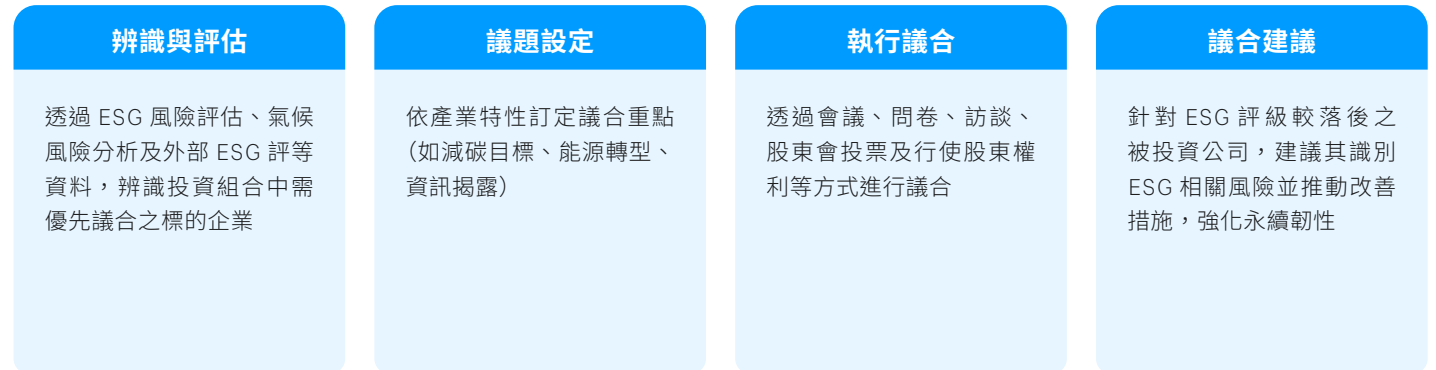 辨識與評估
透過 ESG 風險評估、氣候
風險分析及外部 ESG 評等
資料，辨識投資組合中需
優先議合之標的企業
議題設定
依產業特性訂定議合重點
（如減碳目標、能源轉型、
資訊揭露）
執行議合
透過會議、問卷、訪談、
股東會投票及行使股東權
利等方式進行議合
議合建議
針對 ESG 評級較落後之
被投資公司，建議其識別
ESG 相關風險並推動改善
措施，強化永續韌性